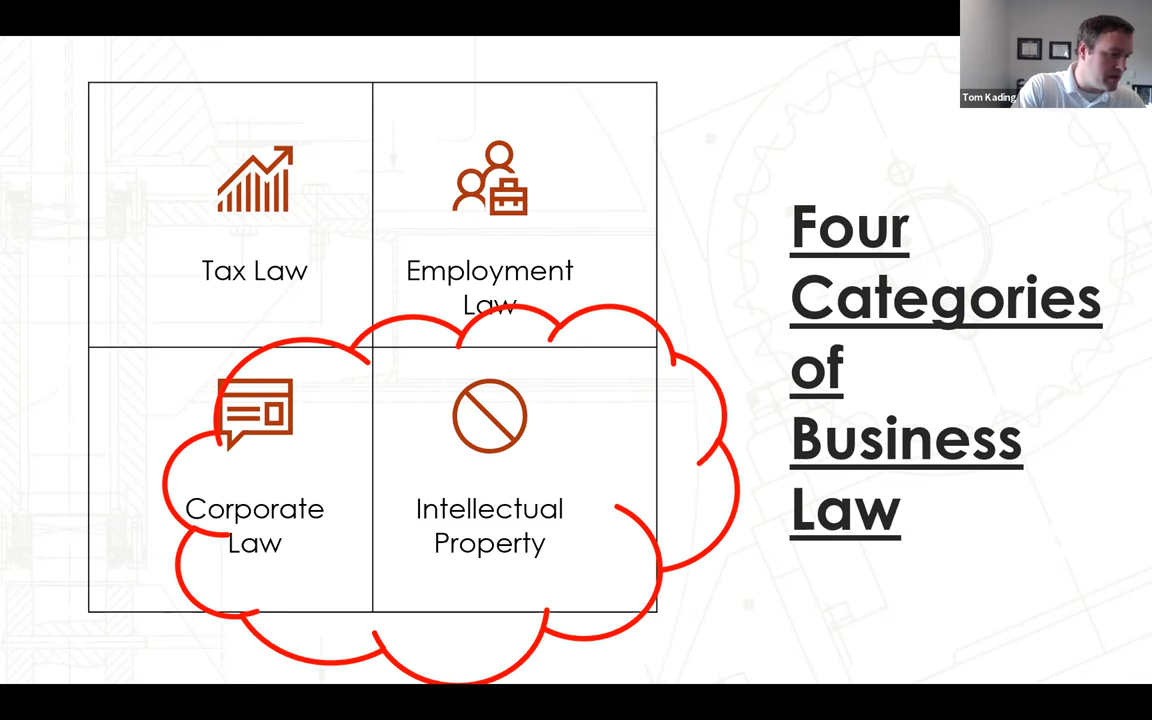 Tom Kading
Tax Law
Employment
Law
Corporate
Law
Intellectual
Property
Four
Categories
of
Business
Law